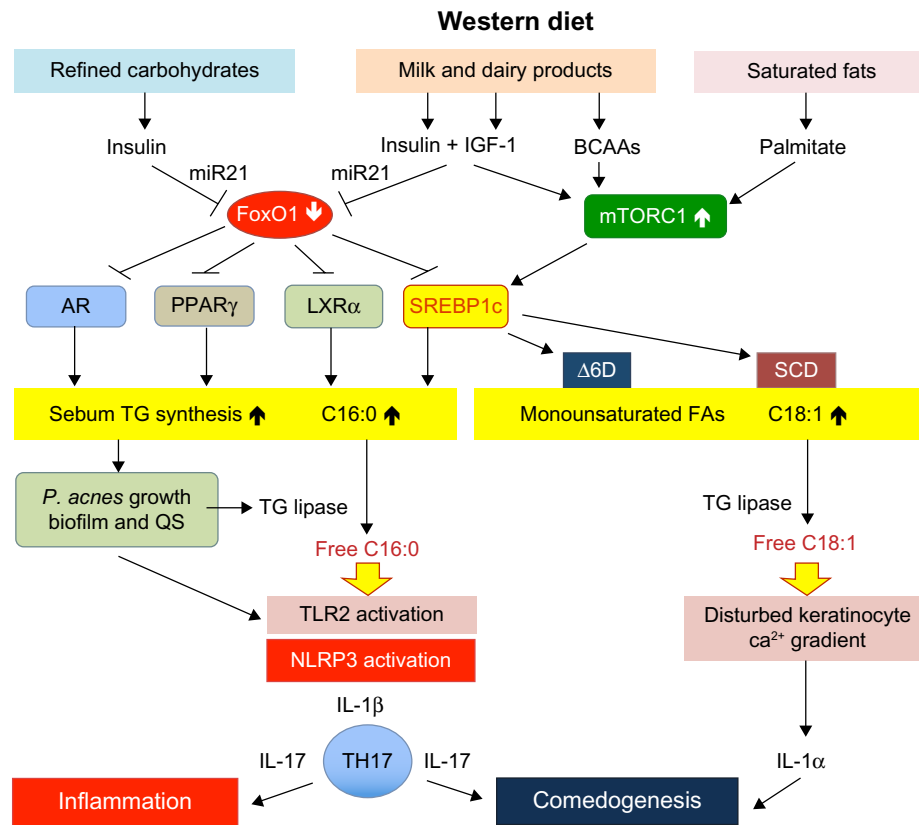 Western diet
Refined carbohydrates
Milk and dairy products
Saturated fats
Insulin
Insulin + IGF-1
BCAAs
Palmitate
miR21
miR21
FoxO1
mTORC1
AR
PPARγ
LXRα
SREBP1c
Δ6D
SCD
Sebum TG synthesis
C16:0
Monounsaturated FAs
C18:1
P. acnes growth
biofilm and QS
TG lipase
TG lipase
Free C16:0
Free C18:1
TLR2 activation
Disturbed keratinocyte
ca²⁺ gradient
NLRP3 activation
IL-1β
IL-17
TH17
IL-17
IL-1α
Inflammation
Comedogenesis